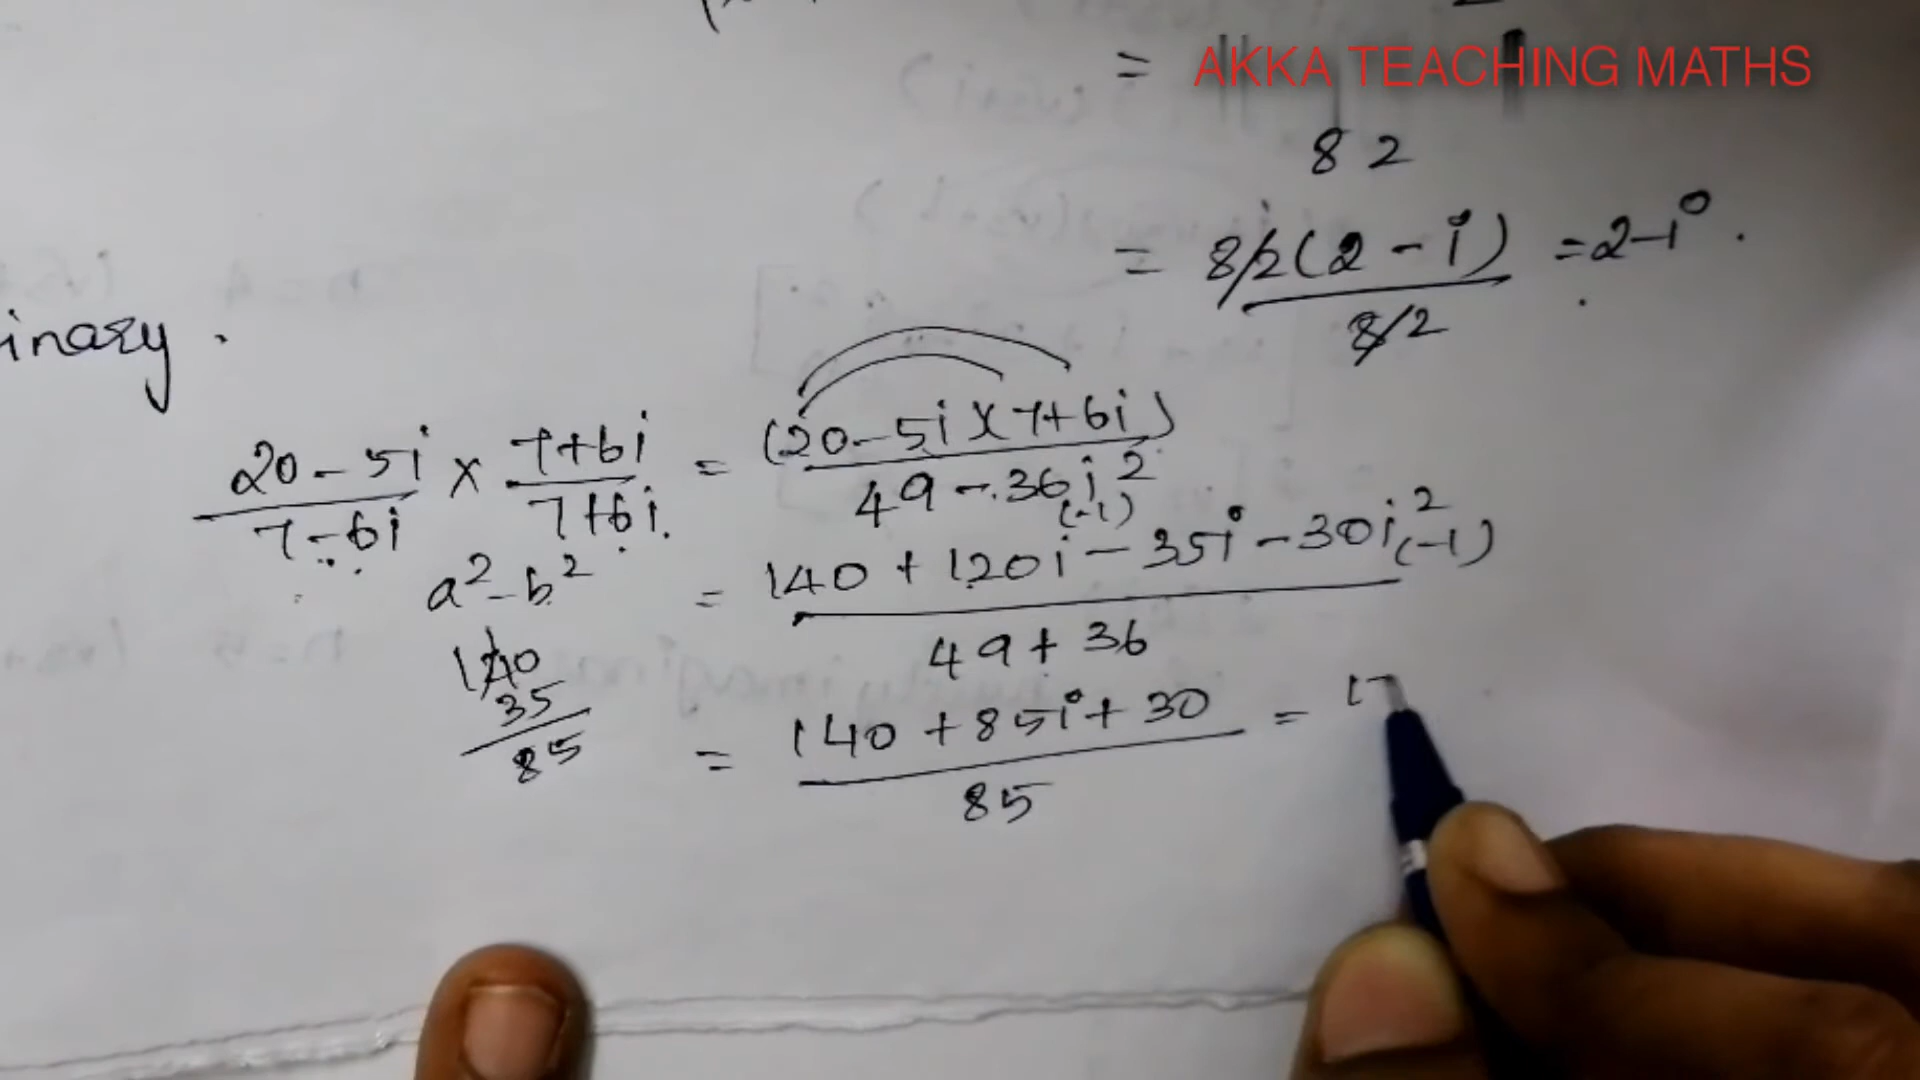 AKKA TEACHING MATHS
=
82
= 82(2 - i) / 82 = 2-i.
inary.
20-5i / 7-6i × 7+6i / 7+6i = (20-5i)(7+6i) / 49-36i² (-1)
a²-b²
= 140+120i-35i-30i²(-1) / 49+36
120
35
85
= 140+85i+30 / 85 = 17